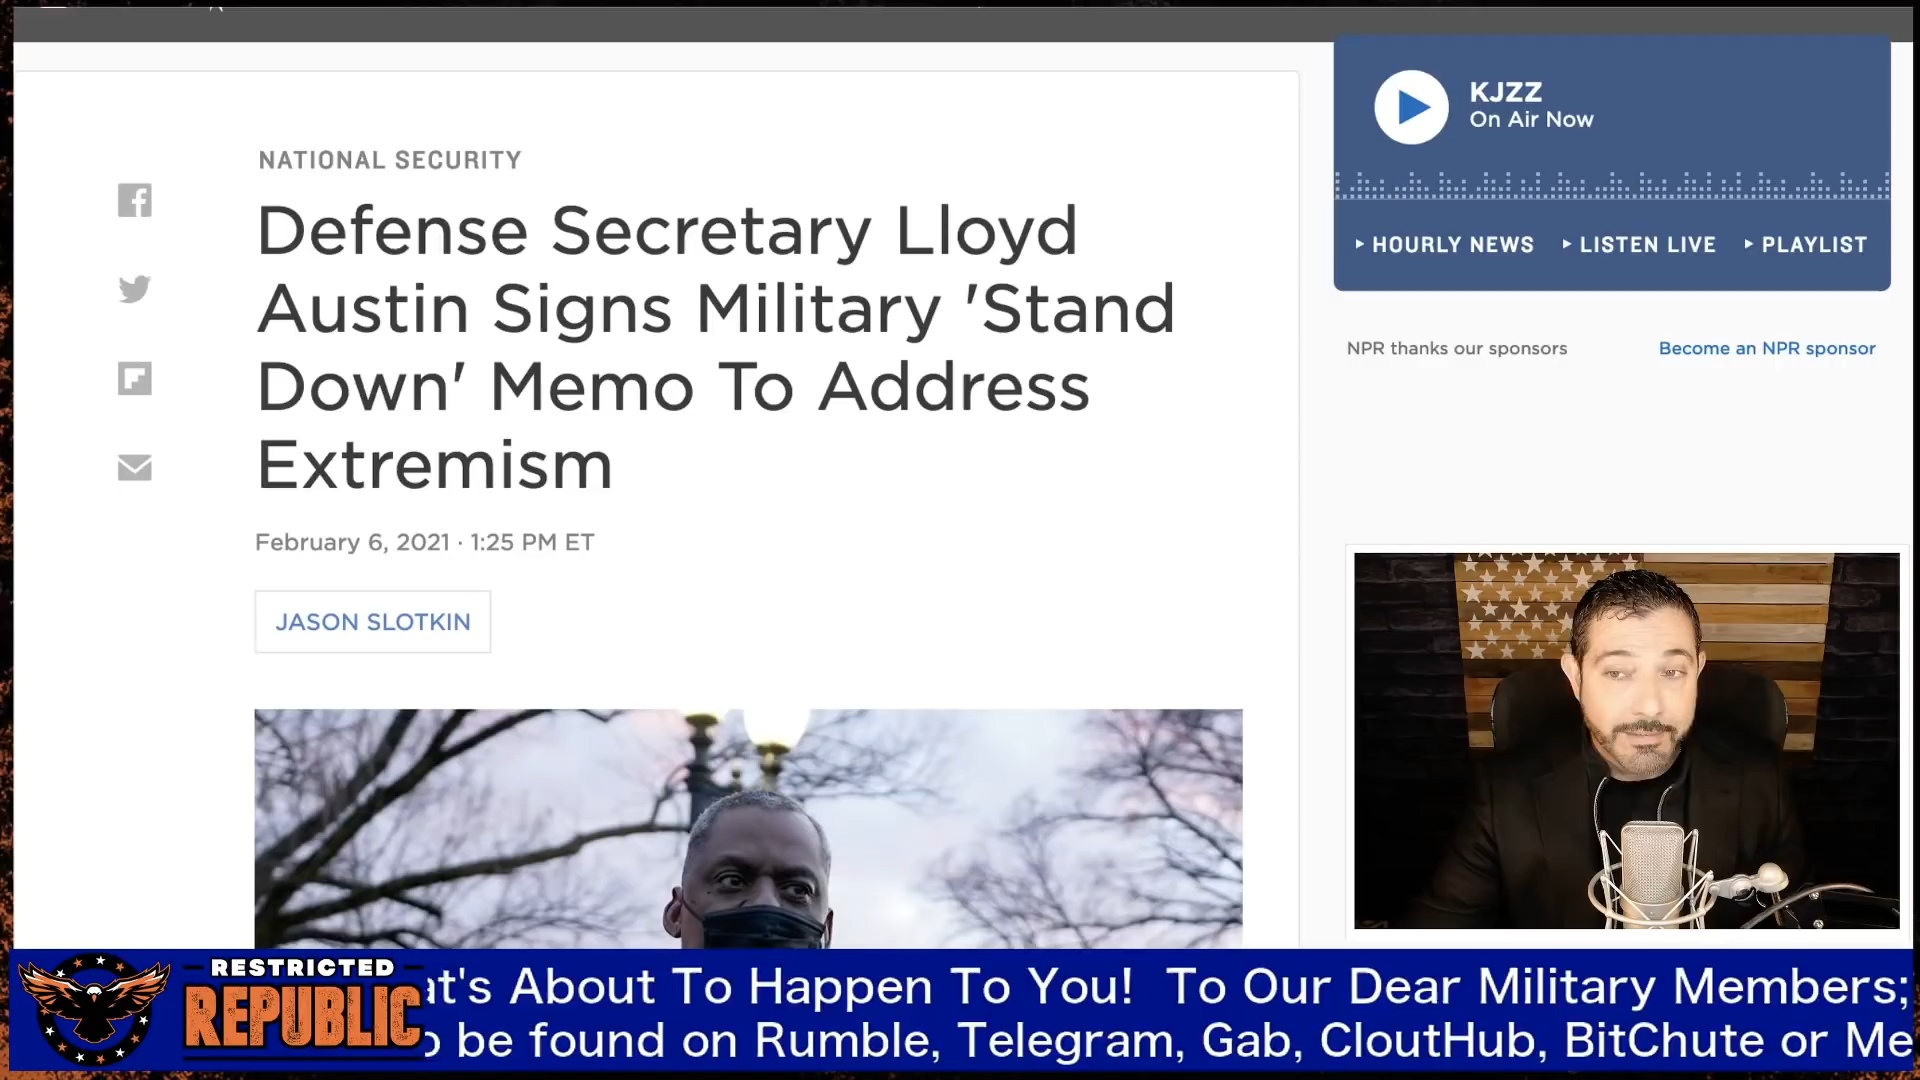 NATIONAL SECURITY
Defense Secretary Lloyd
Austin Signs Military 'Stand
Down' Memo To Address
Extremism
February 6, 2021 · 1:25 PM ET
JASON SLOTKIN
KJZZ
On Air Now
HOURLY NEWS LISTEN LIVE PLAYLIST
NPR thanks our sponsors Become an NPR sponsor
RESTRICTED
REPUBLIC
t's About To Happen To You! To Our Dear Military Members;
be found on Rumble, Telegram, Gab, CloutHub, BitChute or Me